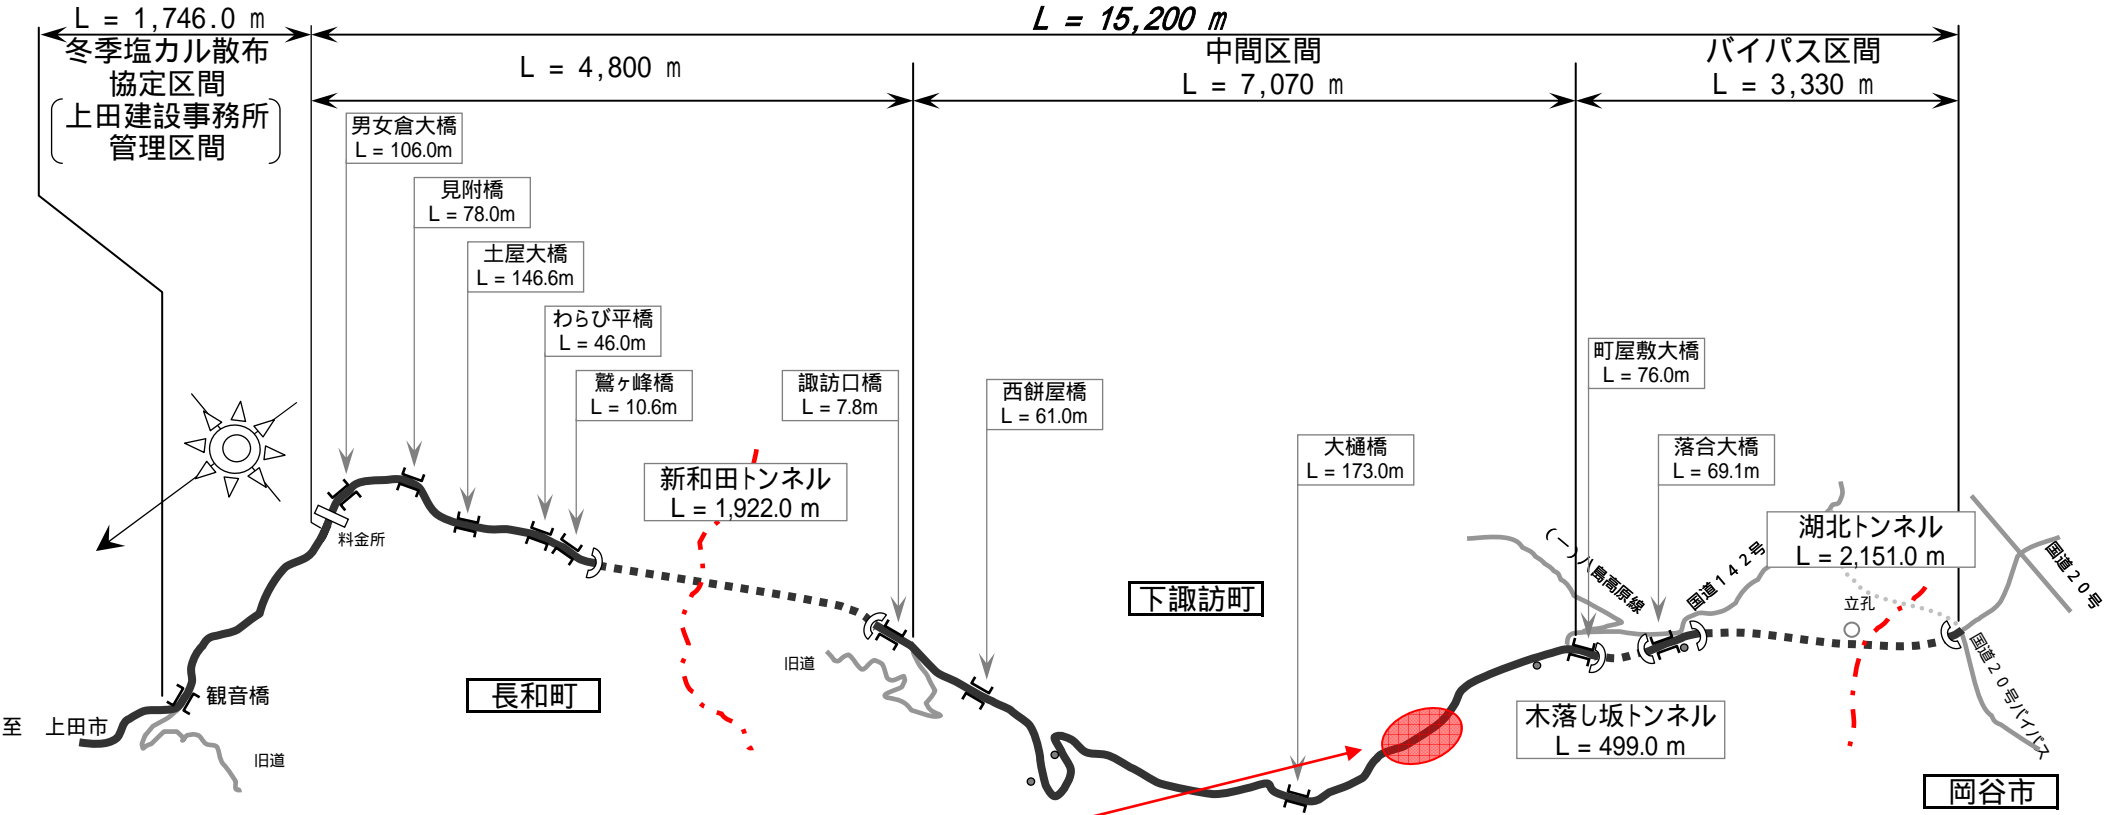 L = 1,746.0 m
L = 15,200 m
冬季塩カル散布
協定区間
上田建設事務所
管理区間
L = 4,800 m
中間区間
L = 7,070 m
バイパス区間
L = 3,330 m
男女倉大橋
L = 106.0m
見附橋
L = 78.0m
土屋大橋
L = 146.6m
わらび平橋
L = 46.0m
鷲ヶ峰橋
L = 10.6m
諏訪口橋
L = 7.8m
西餅屋橋
L = 61.0m
町屋敷大橋
L = 76.0m
大樋橋
L = 173.0m
落合大橋
L = 69.1m
新和田トンネル
L = 1,922.0 m
湖北トンネル
L = 2,151.0 m
料金所
(一)八島高原線
国道142号
国道20号
立孔
下諏訪町
旧道
国道20号バイパス
長和町
観音橋
至 上田市
旧道
木落し坂トンネル
L = 499.0 m
岡谷市